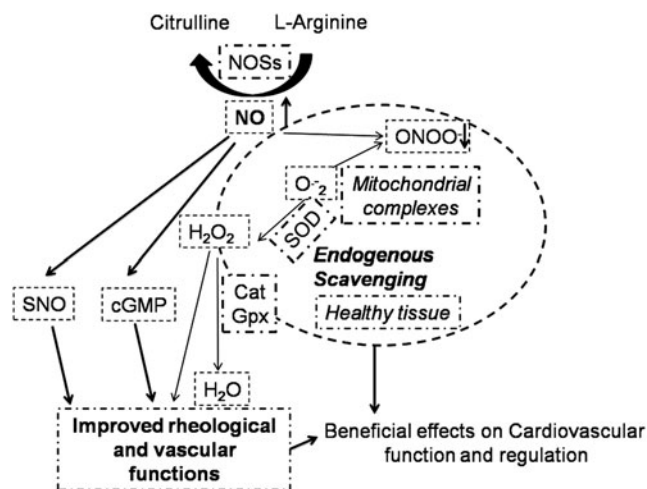 Citrulline L-Arginine
NOSs
NO
ONOO⁻
O₂⁻
Mitochondrial
complexes
SOD
H₂O₂
Endogenous
Scavenging
Healthy tissue
Cat
Gpx
SNO
cGMP
H₂O
Improved rheological
and vascular
functions
Beneficial effects on Cardiovascular
function and regulation